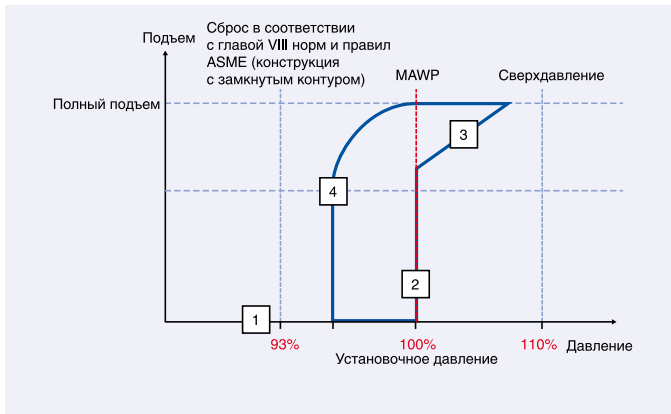 Подъем
Сброс в соответствии
с главой VIII норм и правил
ASME (конструкция
с замкнутым контуром)
MAWP
Сверхдавление
Полный подъем
3
4
2
1
93%
100%
110%
Давление
Установочное давление